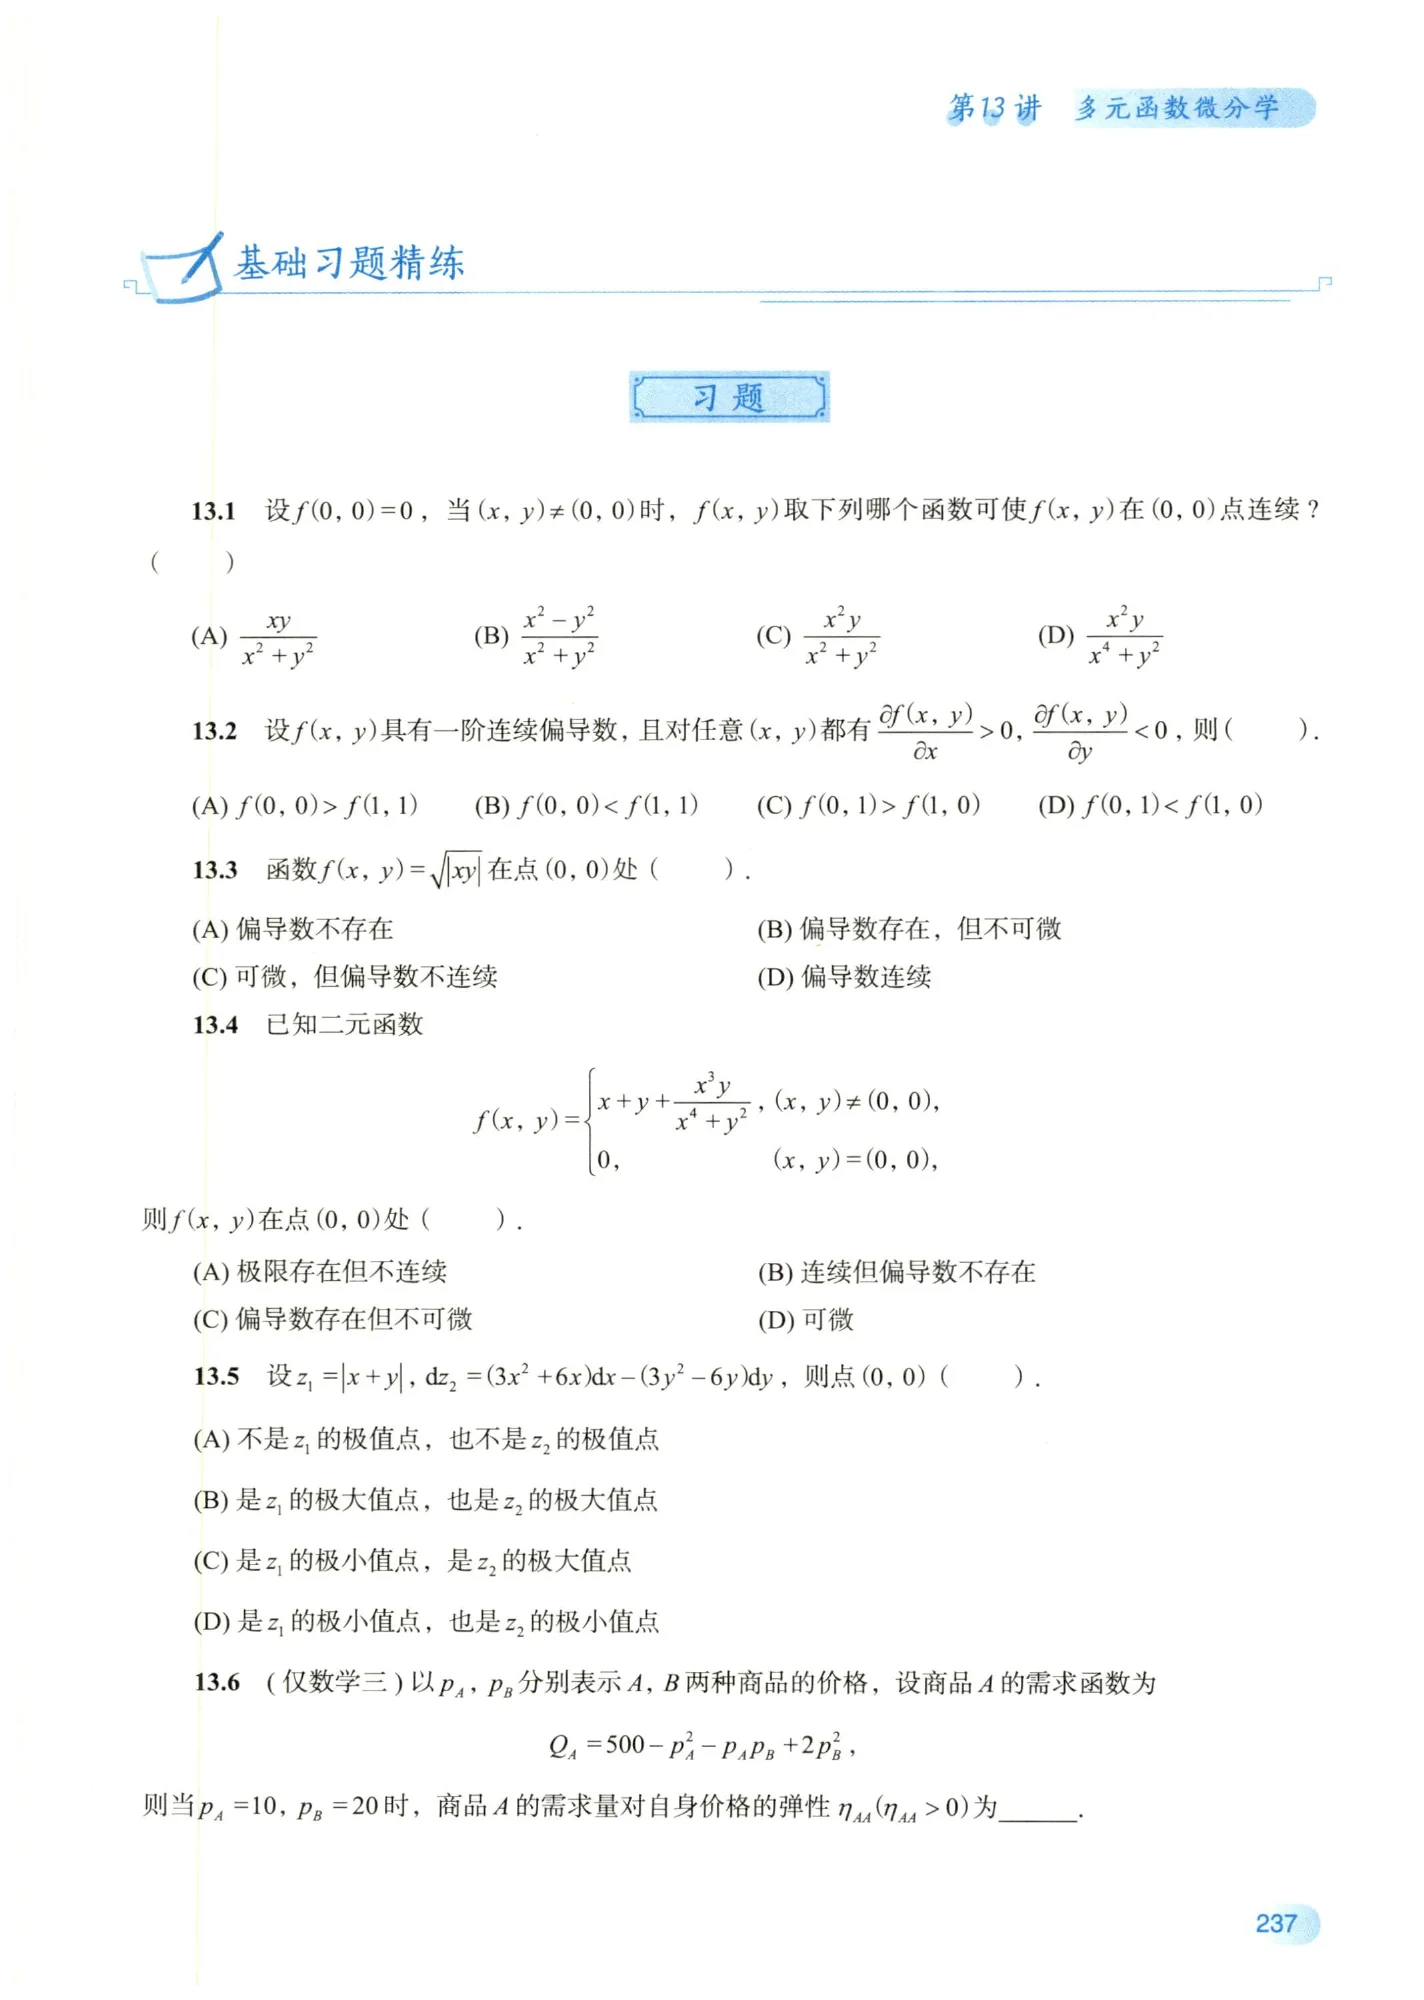 第13讲 多元函数微分学
基础习题精练
习题
13.1 设f(0, 0)=0，当(x, y)≠(0, 0)时，f(x, y)取下列哪个函数可使f(x, y)在(0, 0)点连续？
( )
(A) $\frac{xy}{x^2+y^2}$ (B) $\frac{x^2-y^2}{x^2+y^2}$ (C) $\frac{x^2y}{x^2+y^2}$ (D) $\frac{x^2y}{x^4+y^2}$
13.2 设f(x, y)具有一阶连续偏导数，且对任意(x, y)都有 $\frac{\partial f(x, y)}{\partial x}>0, \frac{\partial f(x, y)}{\partial y}<0$，则( ).
(A) f(0, 0)>f(1, 1) (B) f(0, 0)<f(1, 1) (C) f(0, 1)>f(1, 0) (D) f(0, 1)<f(1, 0)
13.3 函数$f(x, y)=\sqrt{|xy|}$在点(0, 0)处( ).
(A) 偏导数不存在 (B) 偏导数存在，但不可微
(C) 可微，但偏导数不连续 (D) 偏导数连续
13.4 已知二元函数
$f(x, y)=\begin{cases} x+y+\frac{x^3y}{x^4+y^2}, & (x, y)≠(0, 0), \\ 0, & (x, y)=(0, 0), \end{cases}$
则f(x, y)在点(0, 0)处( ).
(A) 极限存在但不连续 (B) 连续但偏导数不存在
(C) 偏导数存在但不可微 (D) 可微
13.5 设$z_1=|x+y|, dz_2=(3x^2+6x)dx-(3y^2-6y)dy$，则点(0, 0)( ).
(A) 不是$z_1$的极值点，也不是$z_2$的极值点
(B) 是$z_1$的极大值点，也是$z_2$的极大值点
(C) 是$z_1$的极小值点，是$z_2$的极大值点
(D) 是$z_1$的极小值点，也是$z_2$的极小值点
13.6 (仅数学三)以$p_A, p_B$分别表示A, B两种商品的价格，设商品A的需求函数为
$Q_A=500-p_A^2-p_Ap_B+2p_B^2$,
则当$p_A=10, p_B=20$时，商品A的需求量对自身价格的弹性$η_{AA}(η_{AA}>0)$为______.
237